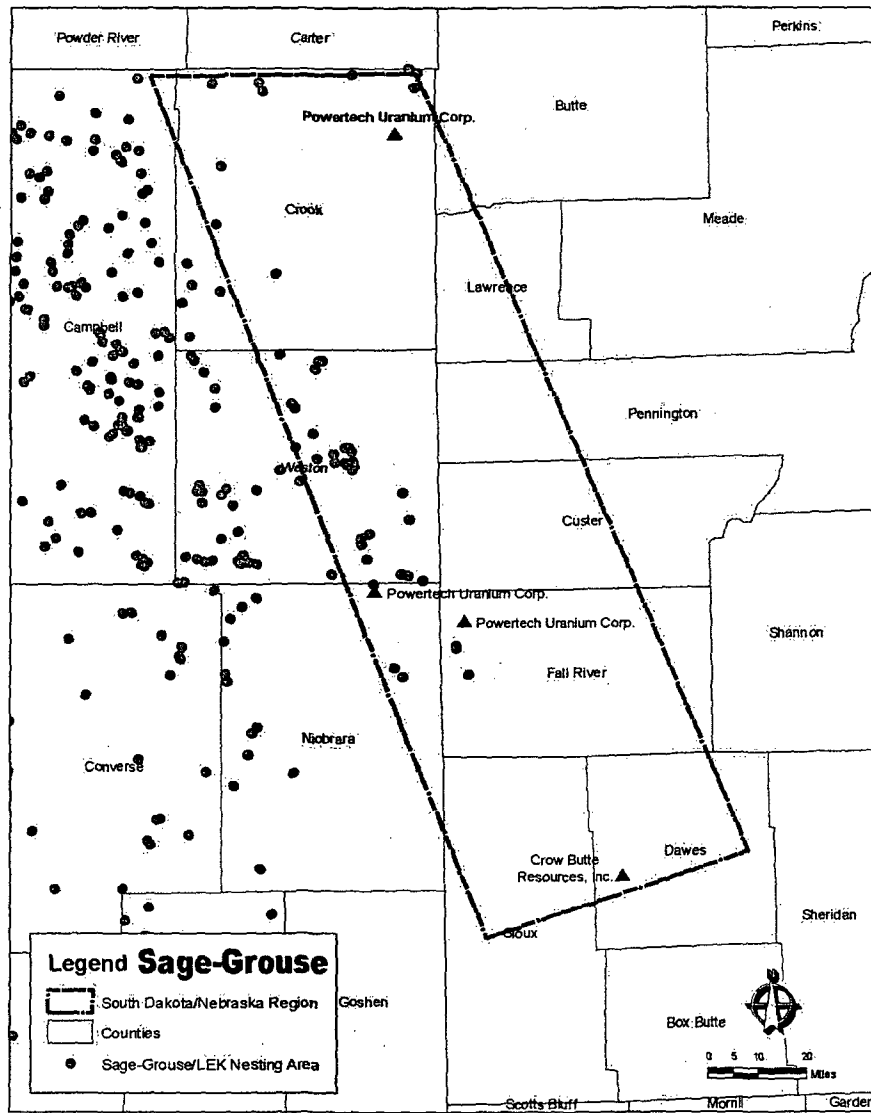 Powder River
Carter
Perkins
Powertech Uranium Corp.
Butte
Crook
Meade
Lawrence
Campbell
Pennington
Weston
Custer
Powertech Uranium Corp.
Powertech Uranium Corp.
Shannon
Fall River
Niobrara
Converse
Crow Butte
Resources, Inc.
Dawes
Sheridan
Sioux
Legend Sage-Grouse
South Dakota/Nebraska Region
Goshen
Counties
Box Butte
Sage-Grouse/LEK Nesting Area
0 5 10 20
Miles
Scotts Bluff
Morrill
Garden